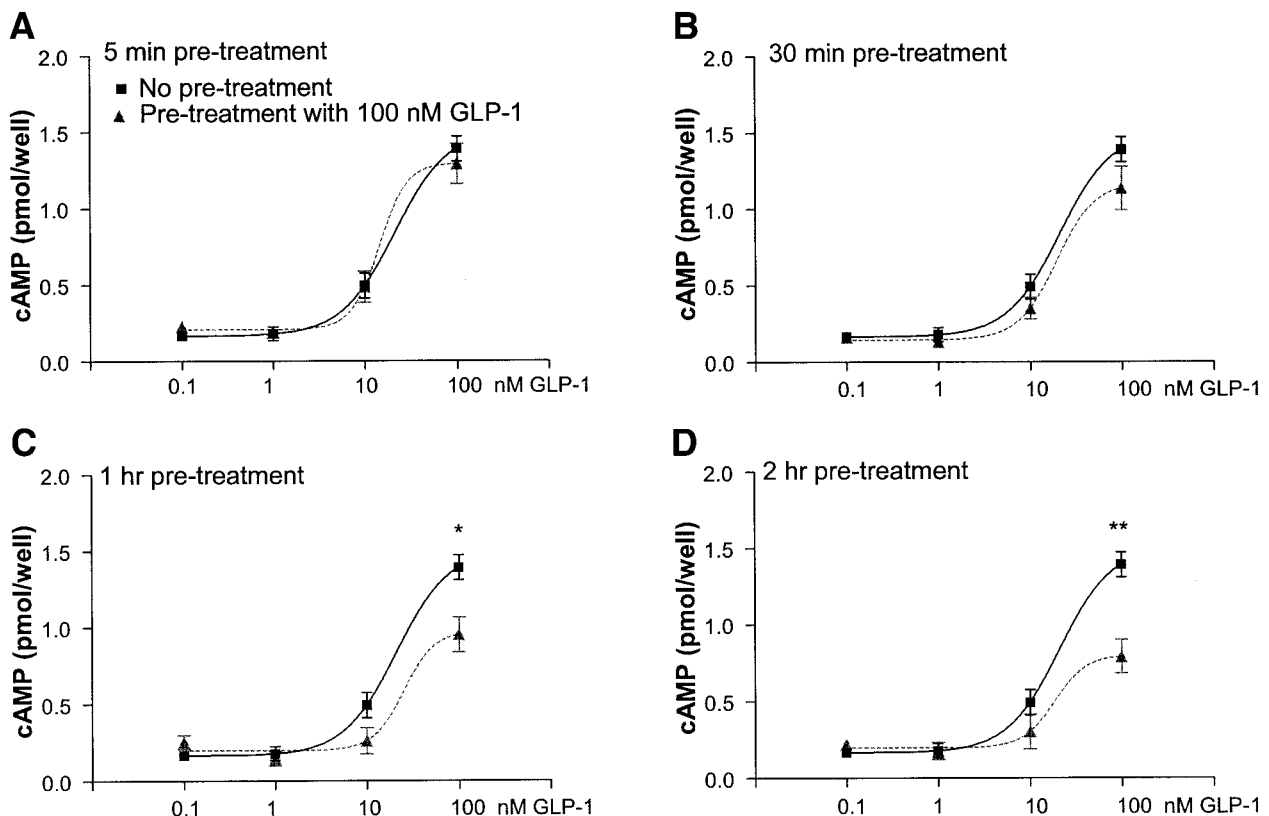 A
5 min pre-treatment
■ No pre-treatment
▲ Pre-treatment with 100 nM GLP-1
cAMP (pmol/well)
2.0
1.5
1.0
0.5
0.0
0.1 1 10 100 nM GLP-1
B
30 min pre-treatment
cAMP (pmol/well)
2.0
1.5
1.0
0.5
0.0
0.1 1 10 100 nM GLP-1
C
1 hr pre-treatment
cAMP (pmol/well)
2.0
1.5
1.0
0.5
0.0
*
0.1 1 10 100 nM GLP-1
D
2 hr pre-treatment
cAMP (pmol/well)
2.0
1.5
1.0
0.5
0.0
**
0.1 1 10 100 nM GLP-1